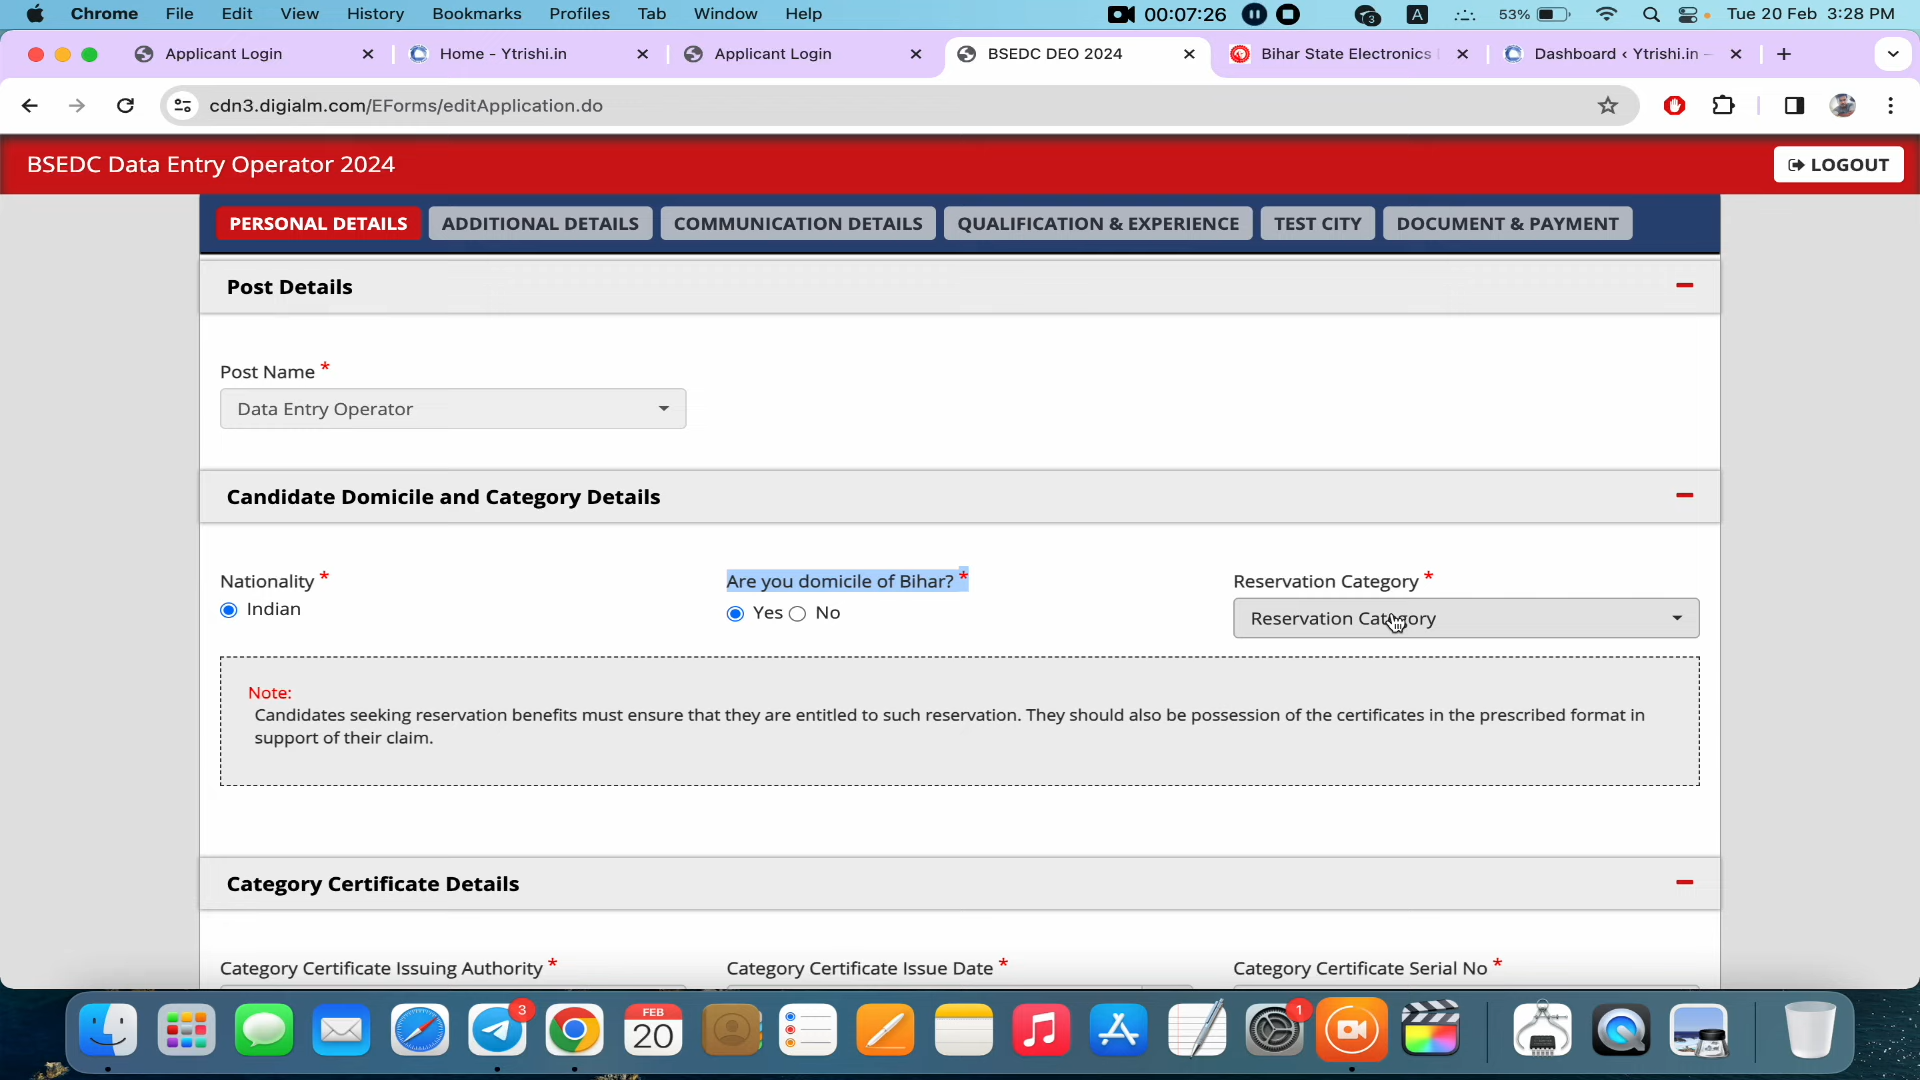 Chrome File Edit View History Bookmarks Profiles Tab Window Help 00:07:26 3 A 53% Tue 20 Feb 3:28 PM
Applicant Login Home - Ytrishi.in Applicant Login BSEDC DEO 2024 Bihar State Electronics Dashboard ‹ Ytrishi.in –
cdn3.digialm.com/EForms/editApplication.do
BSEDC Data Entry Operator 2024 LOGOUT
PERSONAL DETAILS ADDITIONAL DETAILS COMMUNICATION DETAILS QUALIFICATION & EXPERIENCE TEST CITY DOCUMENT & PAYMENT
Post Details
Post Name *
Data Entry Operator
Candidate Domicile and Category Details
Nationality * Are you domicile of Bihar? * Reservation Category *
Indian Yes No Reservation Category
Note:
Candidates seeking reservation benefits must ensure that they are entitled to such reservation. They should also be possession of the certificates in the prescribed format in
support of their claim.
Category Certificate Details
Category Certificate Issuing Authority * Category Certificate Issue Date * Category Certificate Serial No *
3 FEB 20 1